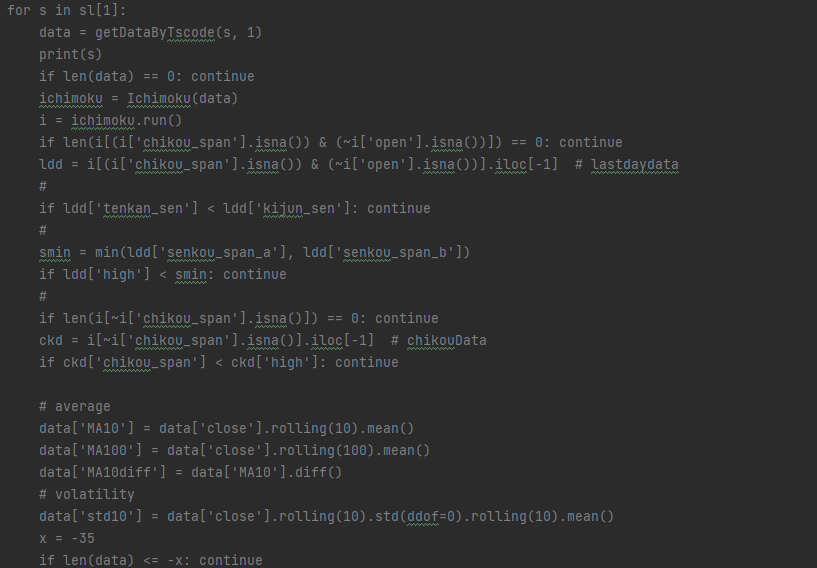 for s in sl[1]:
    data = getDataByTscode(s, 1)
    print(s)
    if len(data) == 0: continue
    ichimoku = Ichimoku(data)
    i = ichimoku.run()
    if len(i[(i['chikou_span'].isna()) & (~i['open'].isna())]) == 0: continue
    ldd = i[(i['chikou_span'].isna()) & (~i['open'].isna())].iloc[-1]  # lastdaydata
    #
    if ldd['tenkan_sen'] < ldd['kijun_sen']: continue
    #
    smin = min(ldd['senkou_span_a'], ldd['senkou_span_b'])
    if ldd['high'] < smin: continue
    #
    if len(i[~i['chikou_span'].isna()]) == 0: continue
    ckd = i[~i['chikou_span'].isna()].iloc[-1]  # chikouData
    if ckd['chikou_span'] < ckd['high']: continue

    # average
    data['MA10'] = data['close'].rolling(10).mean()
    data['MA100'] = data['close'].rolling(100).mean()
    data['MA10diff'] = data['MA10'].diff()
    # volatility
    data['std10'] = data['close'].rolling(10).std(ddof=0).rolling(10).mean()
    x = -35
    if len(data) <= -x: continue